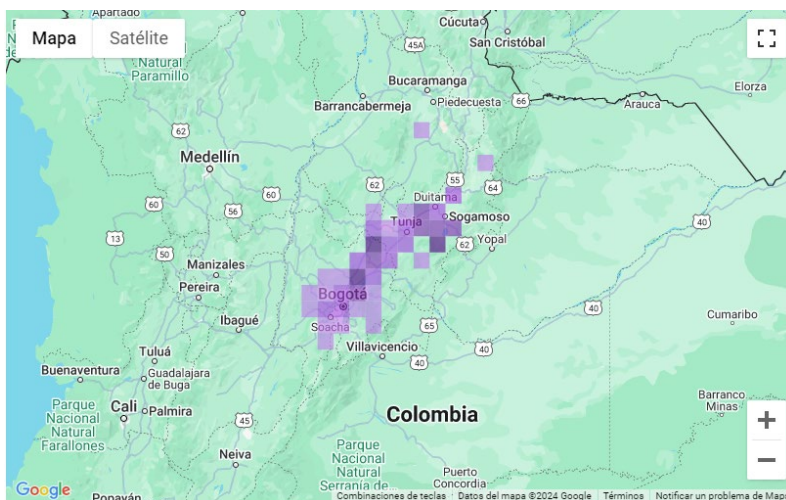 Apartadó
Cúcuta
San Cristóbal
Mapa
Satélite
45A
Natural
Paramillo
Bucaramanga
Piedecuesta
66
Elorza
Arauca
Barrancabermeja
62
Medellín
55
62
64
Duitama
60
60
56
Tunja
Sogamoso
40
13
50
62
Yopal
Manizales
Pereira
Bogotá
40
Cumaribo
Ibagué
Soacha
65
Tuluá
Villavicencio
40
40
Buenaventura
Guadalajara
de Buga
Parque
Nacional
Natural
Farallones
Cali
Palmira
45
Colombia
Barranco
Minas
Neiva
Parque
Nacional
Natural
Serranía de...
Puerto
Concordia
Popayán
Google
Combinaciones de teclas
Datos del mapa ©2024 Google
Términos
Notificar un problema de Maps